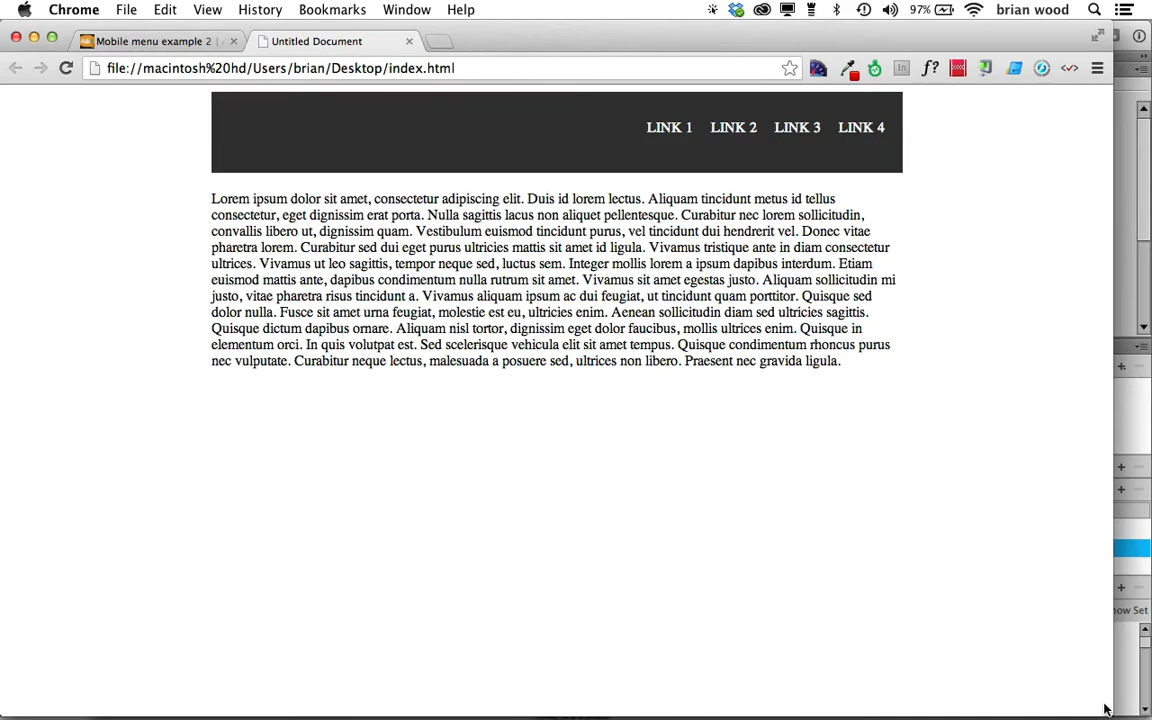 Chrome File Edit View History Bookmarks Window Help 97% brian wood
Mobile menu example 2 Untitled Document
file://macintosh%20hd/Users/brian/Desktop/index.html f?
LINK 1 LINK 2 LINK 3 LINK 4
Lorem ipsum dolor sit amet, consectetur adipiscing elit. Duis id lorem lectus. Aliquam tincidunt metus id tellus
consectetur, eget dignissim erat porta. Nulla sagittis lacus non aliquet pellentesque. Curabitur nec lorem sollicitudin,
convallis libero ut, dignissim quam. Vestibulum euismod tincidunt purus, vel tincidunt dui hendrerit vel. Donec vitae
pharetra lorem. Curabitur sed dui eget purus ultricies mattis sit amet id ligula. Vivamus tristique ante in diam consectetur
ultrices. Vivamus ut leo sagittis, tempor neque sed, luctus sem. Integer mollis lorem a ipsum dapibus interdum. Etiam
euismod mattis ante, dapibus condimentum nulla rutrum sit amet. Vivamus sit amet egestas justo. Aliquam sollicitudin mi
justo, vitae pharetra risus tincidunt a. Vivamus aliquam ipsum ac dui feugiat, ut tincidunt quam porttitor. Quisque sed
dolor nulla. Fusce sit amet urna feugiat, molestie est eu, ultricies enim. Aenean sollicitudin diam sed ultricies sagittis.
Quisque dictum dapibus ornare. Aliquam nisl tortor, dignissim eget dolor faucibus, mollis ultrices enim. Quisque in
elementum orci. In quis volutpat est. Sed scelerisque vehicula elit sit amet tempus. Quisque condimentum rhoncus purus
nec vulputate. Curabitur neque lectus, malesuada a posuere sed, ultrices non libero. Praesent nec gravida ligula.
Set